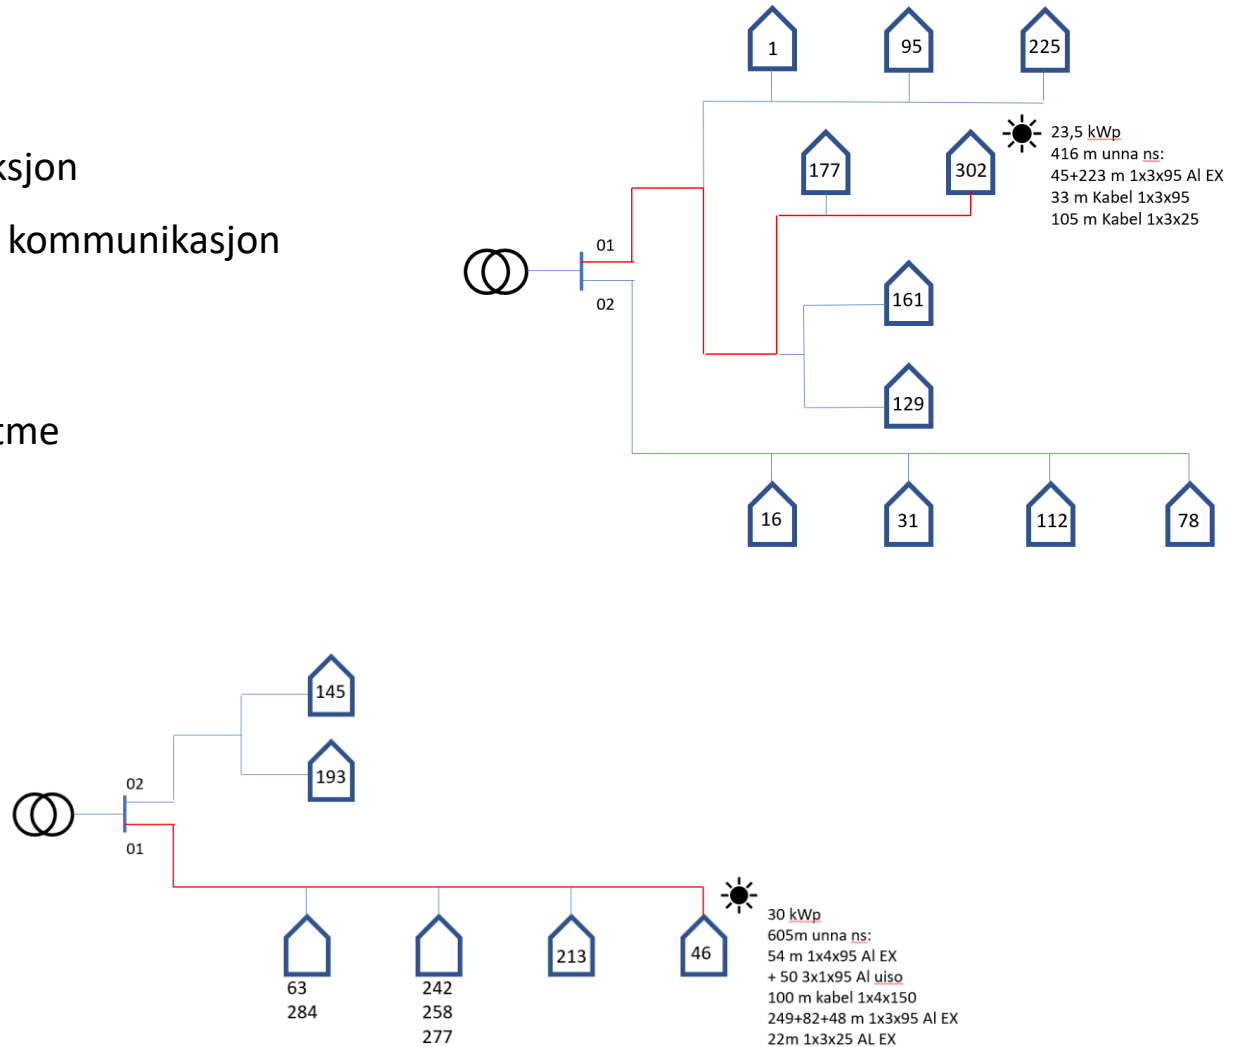 1
95
225
23,5 kWp
416 m unna ns:
45+223 m 1x3x95 Al EX
33 m Kabel 1x3x95
105 m Kabel 1x3x25
177
302
ksjon
kommunikasjon
01
02
161
129
tme
16
31
112
78
145
193
02
01
30 kWp
605m unna ns:
54 m 1x4x95 Al EX
+ 50 3x1x95 Al uiso
100 m kabel 1x4x150
249+82+48 m 1x3x95 Al EX
22m 1x3x25 AL EX
213
46
63
284
242
258
277